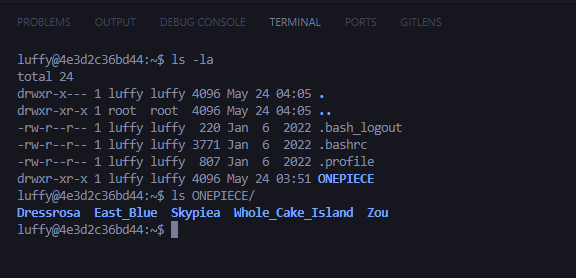 PROBLEMS OUTPUT DEBUG CONSOLE TERMINAL PORTS GITLENS
luffy@4e3d2c36bd44:~$ ls -la
total 24
drwxr-x--- 1 luffy luffy 4096 May 24 04:05 .
drwxr-xr-x 1 root  root  4096 May 24 04:05 ..
-rw-r--r-- 1 luffy luffy  220 Jan  6  2022 .bash_logout
-rw-r--r-- 1 luffy luffy 3771 Jan  6  2022 .bashrc
-rw-r--r-- 1 luffy luffy  807 Jan  6  2022 .profile
drwxr-xr-x 1 luffy luffy 4096 May 24 03:51 ONEPIECE
luffy@4e3d2c36bd44:~$ ls ONEPIECE/
Dressrosa  East_Blue  Skypiea  Whole_Cake_Island  Zou
luffy@4e3d2c36bd44:~$